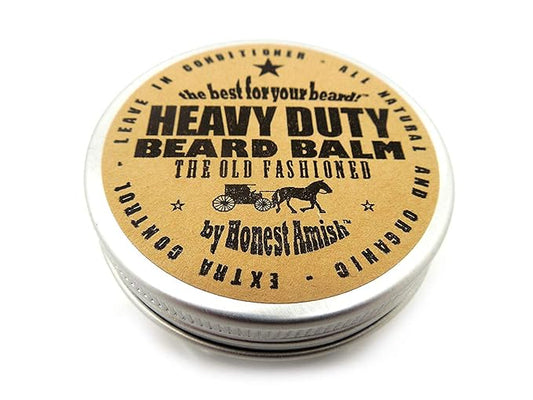 LEAVE IN CONDITIONER - ALL NATURAL AND ORGANIC - EXTRA CONTROL -
the best for your beard!™
HEAVY DUTY
BEARD BALM
THE OLD FASHIONED
by Honest Amish™